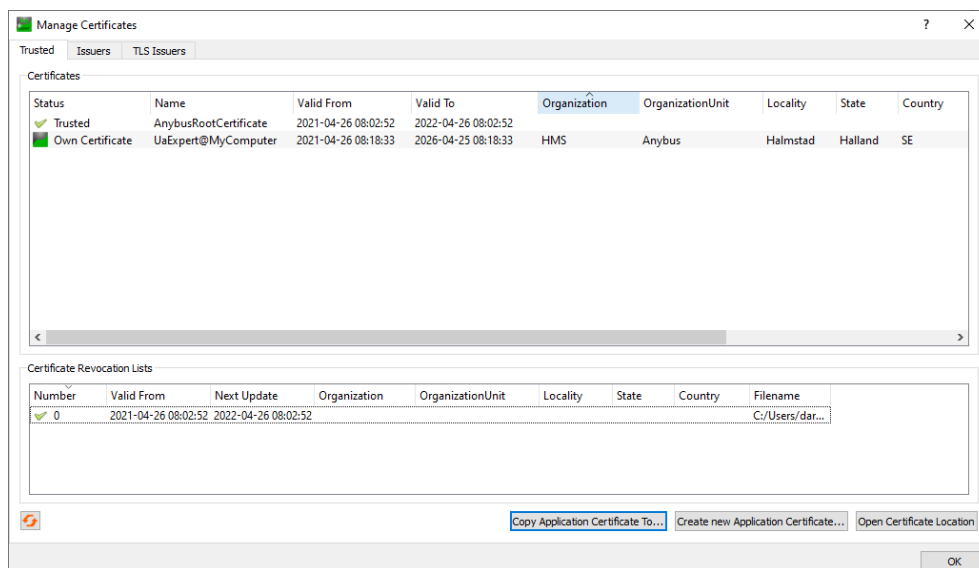 Manage Certificates ? ×
Trusted Issuers TLS Issuers
Certificates
Status Name Valid From Valid To Organization OrganizationUnit Locality State Country
Trusted AnybusRootCertificate 2021-04-26 08:02:52 2022-04-26 08:02:52
Own Certificate UaExpert@MyComputer 2021-04-26 08:18:33 2026-04-25 08:18:33 HMS Anybus Halmstad Halland SE
Certificate Revocation Lists
Number Valid From Next Update Organization OrganizationUnit Locality State Country Filename
0 2021-04-26 08:02:52 2022-04-26 08:02:52 C:/Users/dar...
Copy Application Certificate To... Create new Application Certificate... Open Certificate Location
OK